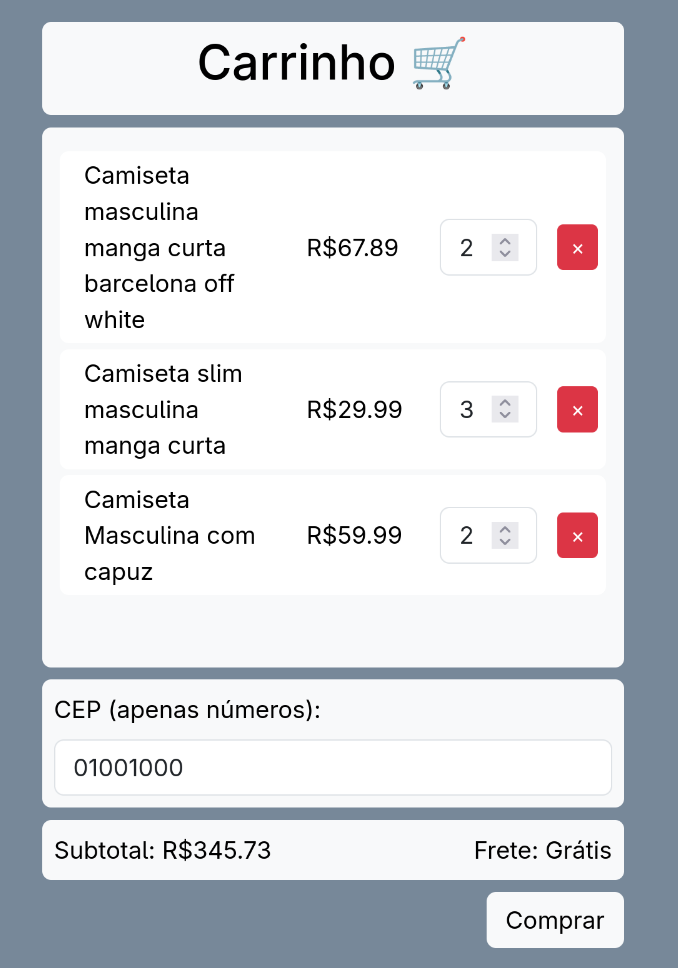 Carrinho 🛒
Camiseta
masculina
manga curta
barcelona off
white
R$67.89
2
×
Camiseta slim
masculina
manga curta
R$29.99
3
×
Camiseta
Masculina com
capuz
R$59.99
2
×
CEP (apenas números):
01001000
Subtotal: R$345.73
Frete: Grátis
Comprar